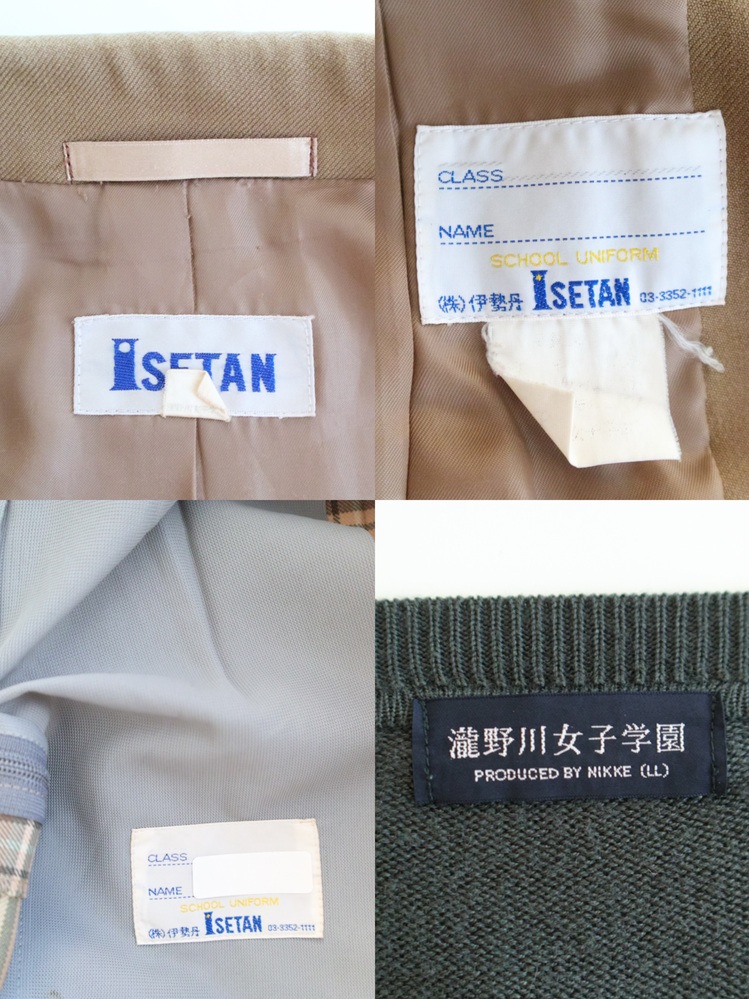 ISETAN
CLASS
NAME
SCHOOL UNIFORM
(株)伊勢丹 ISETAN 03-3352-1111
CLASS
NAME
SCHOOL UNIFORM
(株)伊勢丹 ISETAN 03-3352-1111
瀧野川女子学園
PRODUCED BY NIKKE (LL)